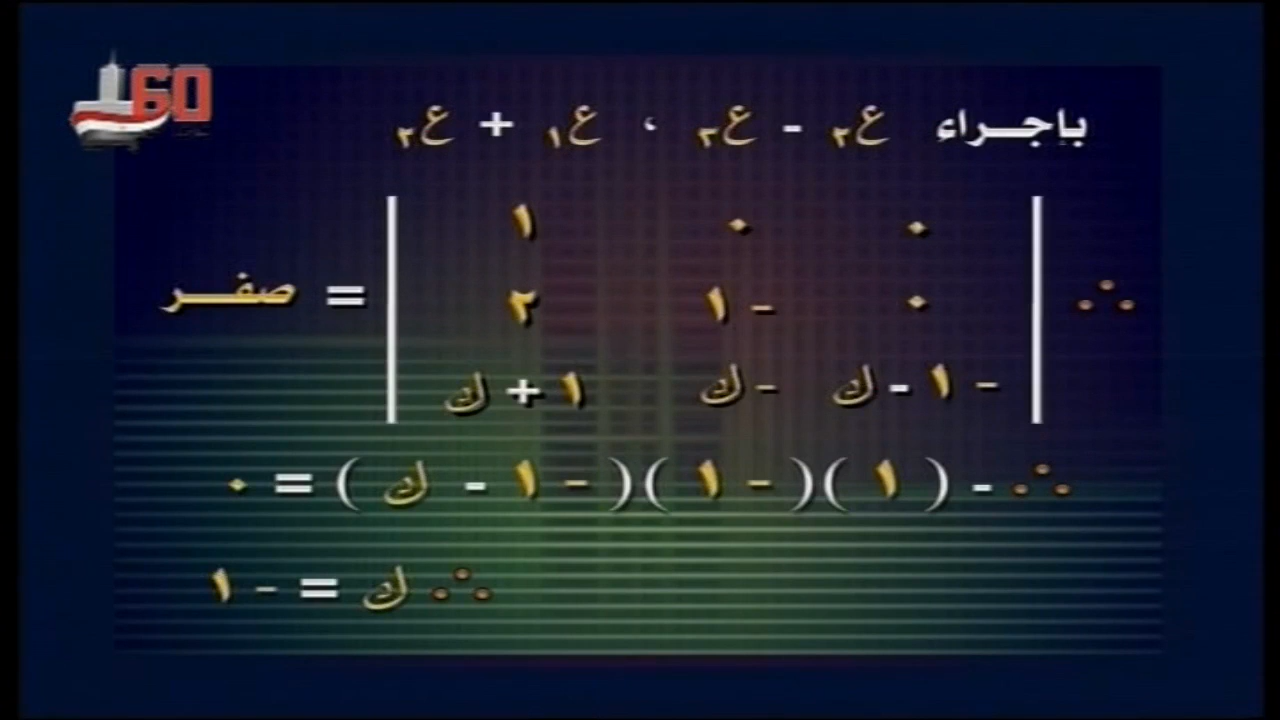 60
بإجراء ع٢ - ع٣ ، ع١ + ع٢
∴ | ٠ ٠ ١ |
| ٠ -١ ٢ | = صفر
| -١-ك -ك ١+ك |
∴ -(١)(-١)(-١-ك) = ٠
∴ ك = -١